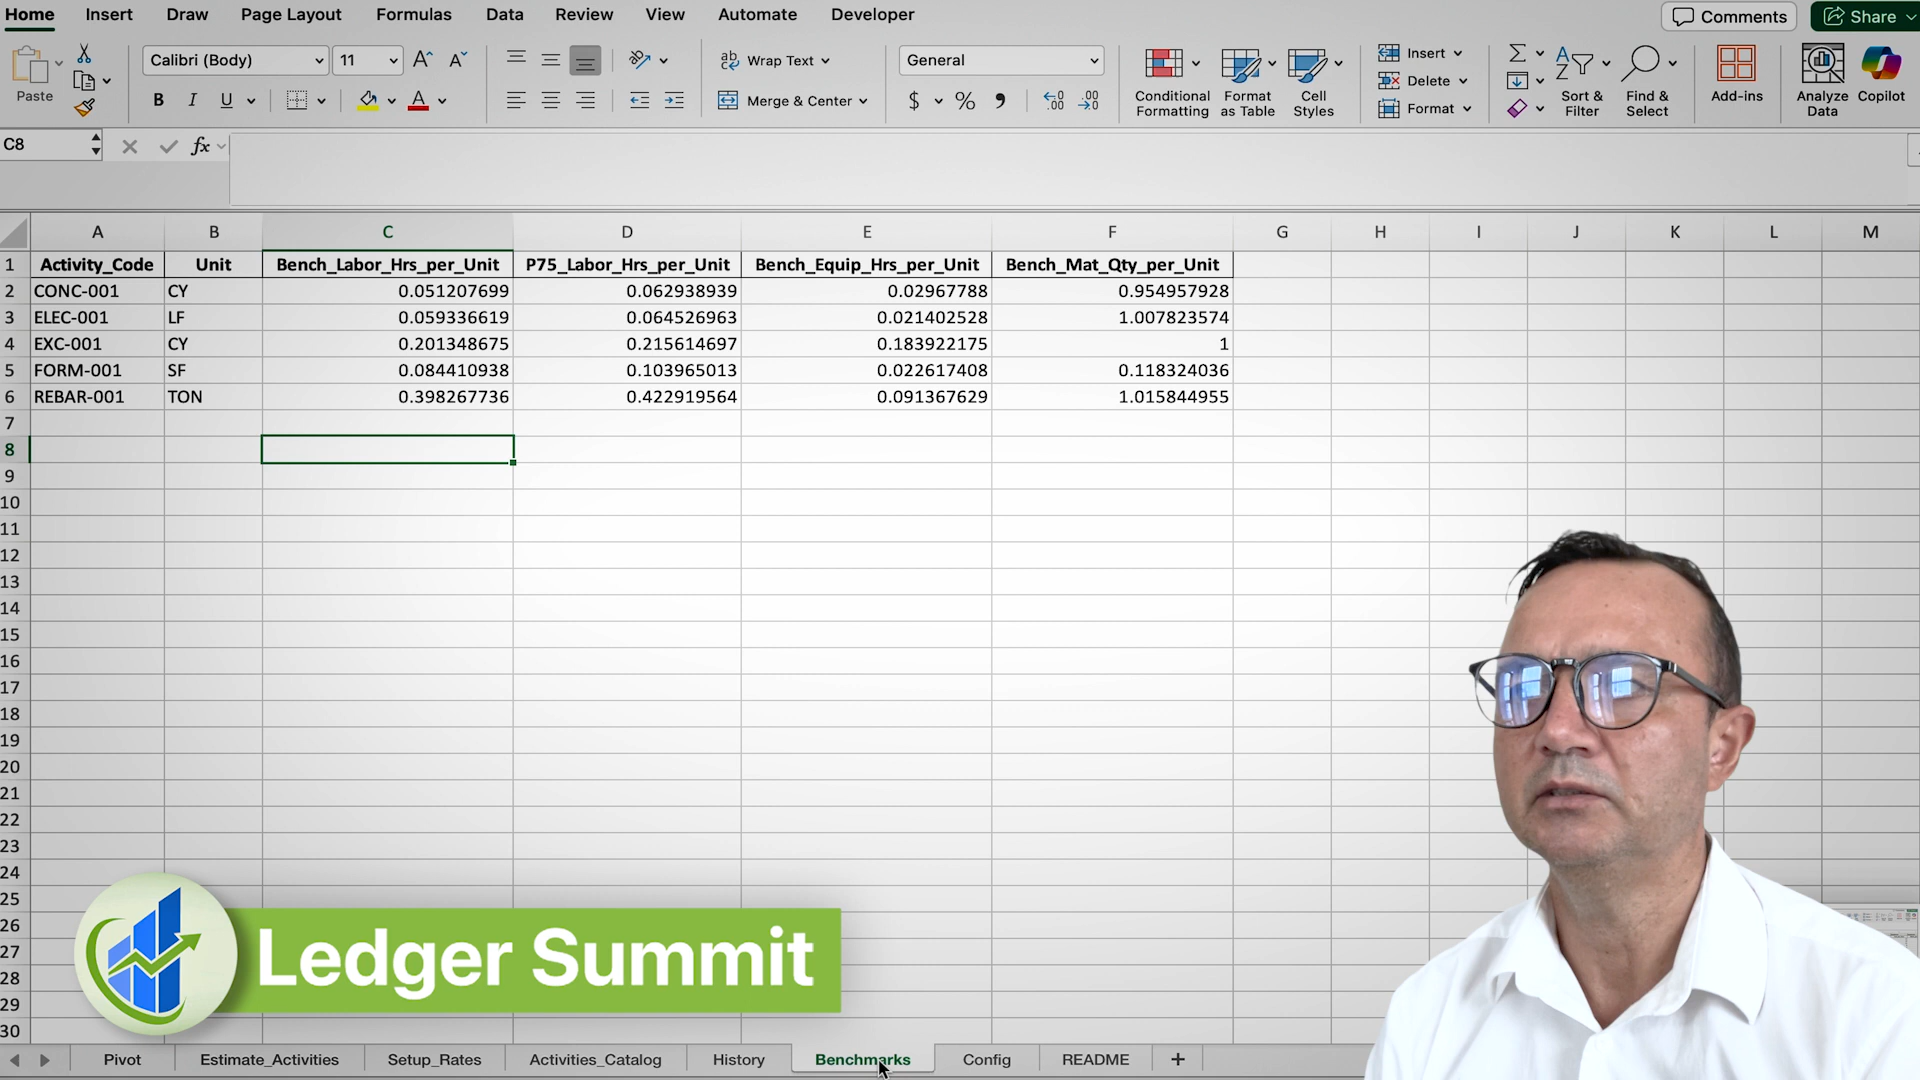 Home Insert Draw Page Layout Formulas Data Review View Automate Developer Comments Share
Calibri (Body) 11 Wrap Text General Insert
Delete
Paste B I U Merge & Center $ % Conditional Formatting Format as Table Cell Styles Format Sort & Filter Find & Select Add-ins Analyze Data Copilot
C8 fx
A B C D E F G H I J K L M
1 Activity_Code Unit Bench_Labor_Hrs_per_Unit P75_Labor_Hrs_per_Unit Bench_Equip_Hrs_per_Unit Bench_Mat_Qty_per_Unit
2 CONC-001 CY 0.051207699 0.062938939 0.02967788 0.954957928
3 ELEC-001 LF 0.059336619 0.064526963 0.021402528 1.007823574
4 EXC-001 CY 0.201348675 0.215614697 0.183922175 1
5 FORM-001 SF 0.084410938 0.103965013 0.022617408 0.118324036
6 REBAR-001 TON 0.398267736 0.422919564 0.091367629 1.015844955
7
8
9
10
11
12
13
14
15
16
17
18
19
20
21
22
23
24
25
26
27
28
29
30
Ledger Summit
Pivot Estimate_Activities Setup_Rates Activities_Catalog History Benchmarks Config README +